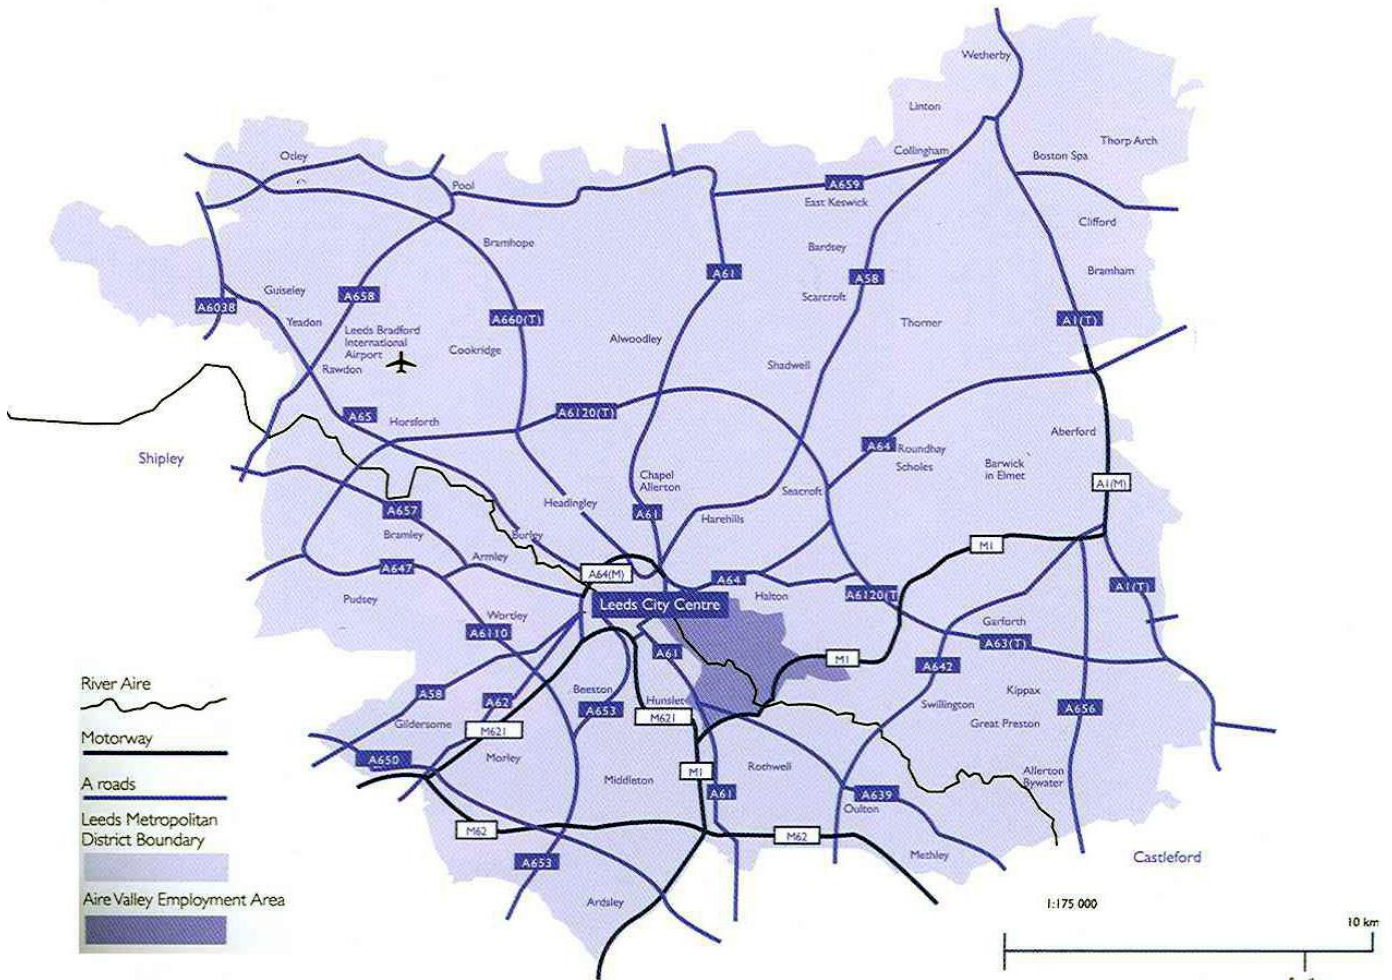 Wetherby
Linton
Thorp Arch
Collingham
Boston Spa
Otley
Pool
A659
East Keswick
Clifford
Bramhope
Bardsey
Bramham
A61
A58
Guiseley
A658
Scarcroft
A6038
Yeadon
A660(T)
Thorner
A1(T)
Leeds Bradford
International
Airport
Alwoodley
Cookridge
Rawdon
Shadwell
A65
Horsforth
A6120(T)
Aberford
A64
Roundhay
Scholes
Shipley
Barwick
in Elmet
Chapel
Allerton
A1(M)
Seacroft
Headingley
A657
A61
Harehills
Bramley
Burley
M1
Armley
A647
A64(M)
A64
A1(T)
Halton
A6120(T
Pudsey
Leeds City Centre
Wortley
Garforth
A6110
A63(T)
A61
M1
A642
River Aire
Beeston
Kippax
A58
A62
Hunslet
Swillington
A653
A656
Gildersome
M621
M621
Great Preston
Motorway
Morley
A650
Rothwell
M1
Allerton
Bywater
Middleton
A roads
A61
A639
Oulton
Leeds Metropolitan
District Boundary
M62
M62
Methley
A653
Castleford
Aire Valley Employment Area
Ardsley
1:175 000
10 km